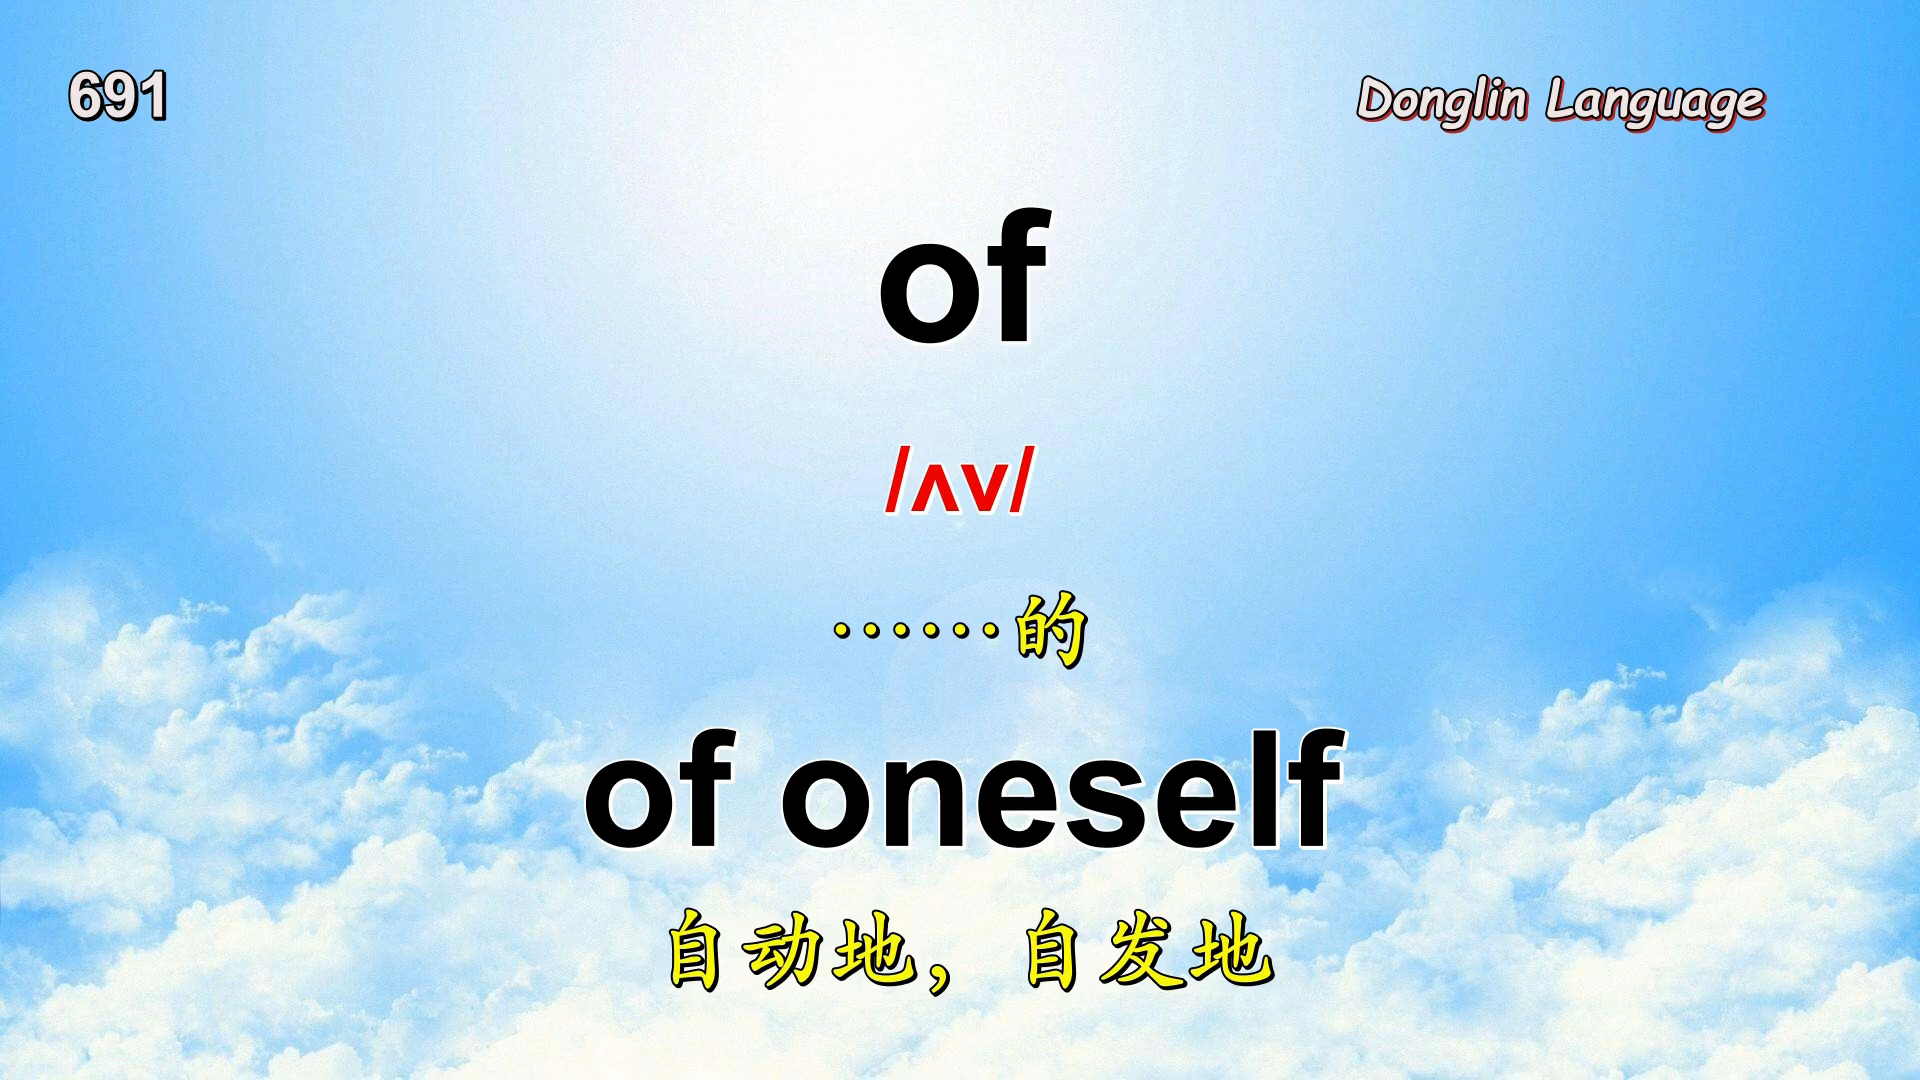 691
Donglin Language
of
/ʌv/
……的
of oneself
自动地，自发地